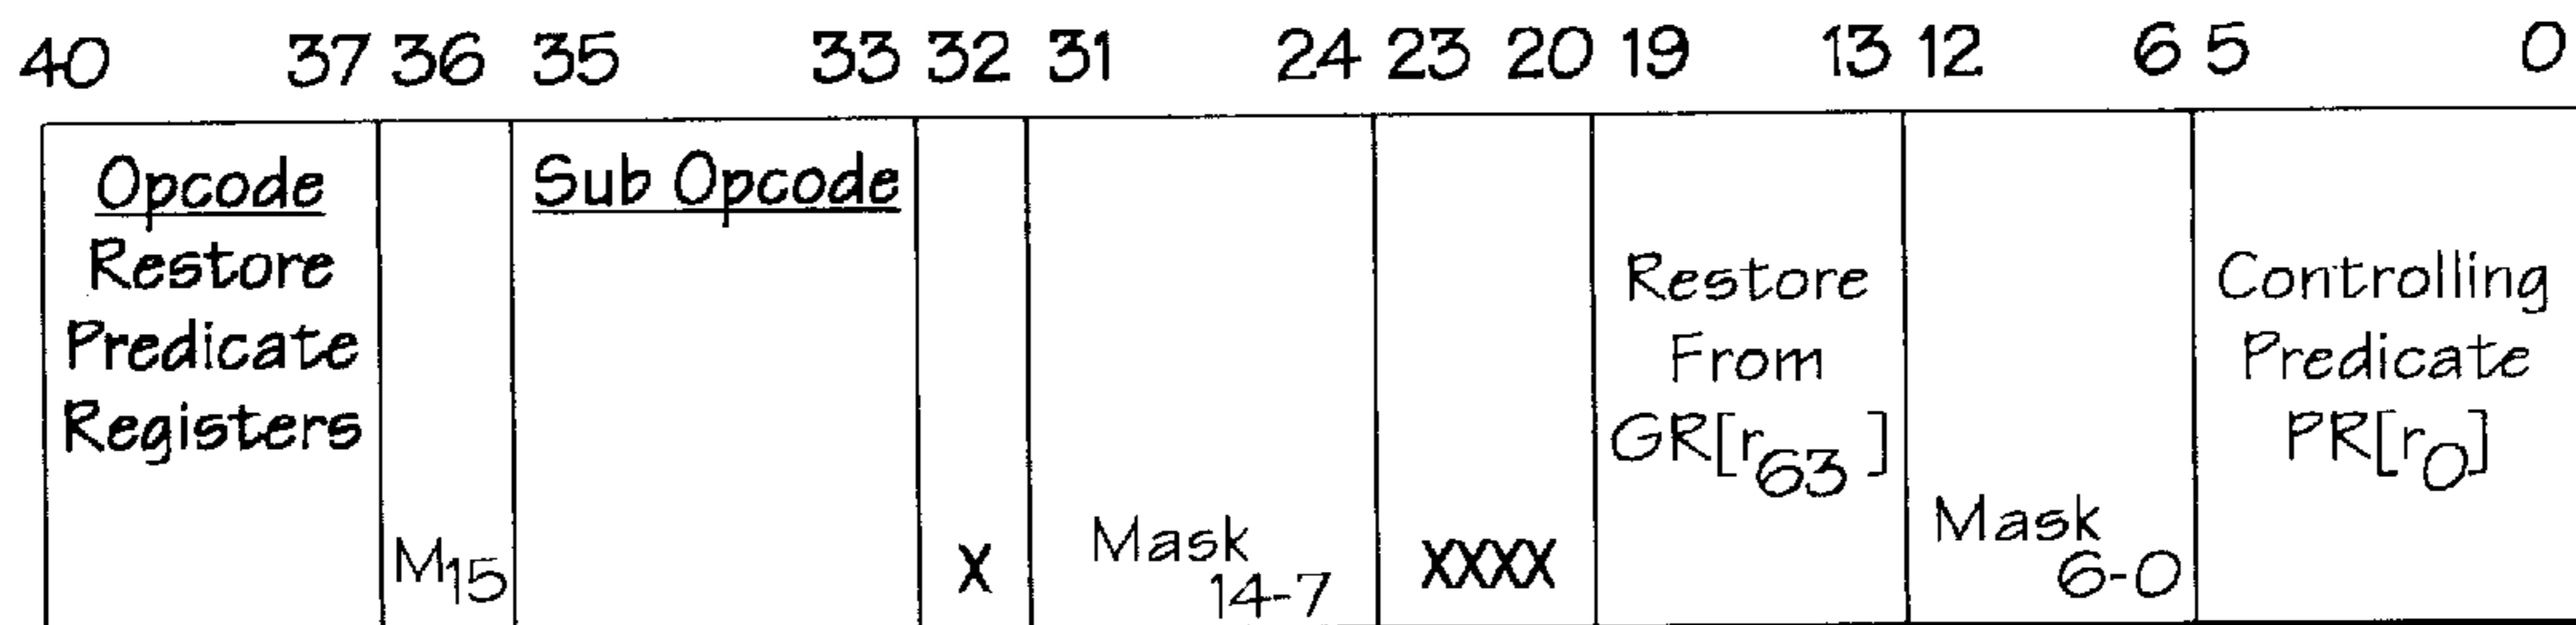 40 37 36 35 33 32 31 24 23 20 19 13 12 6 5 0
Opcode
Restore
Predicate
Registers
M15
Sub Opcode
X
Mask
14-7
XXXX
Restore
From
GR[r63]
Mask
6-0
Controlling
Predicate
PR[r0]